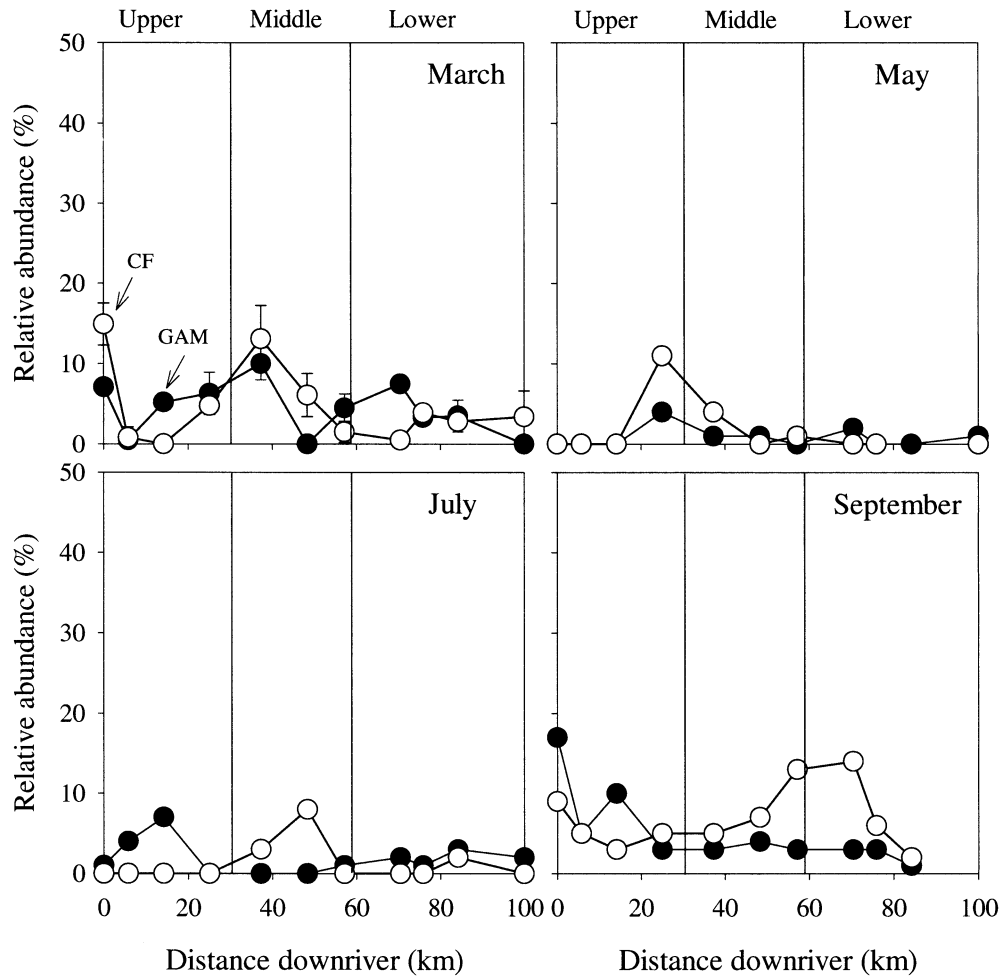 Upper Middle Lower Upper Middle Lower
50 March May
40
30
20
10
0
CF
GAM
Relative abundance (%)
50 July September
40
30
20
10
0
Relative abundance (%)
0 20 40 60 80 100 0 20 40 60 80 100
Distance downriver (km) Distance downriver (km)